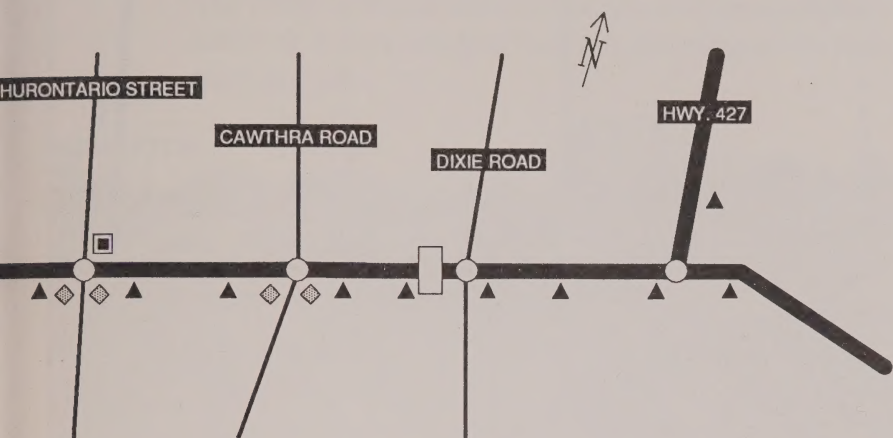 N
HURONTARIO STREET
CAWTHRA ROAD
DIXIE ROAD
HWY. 427